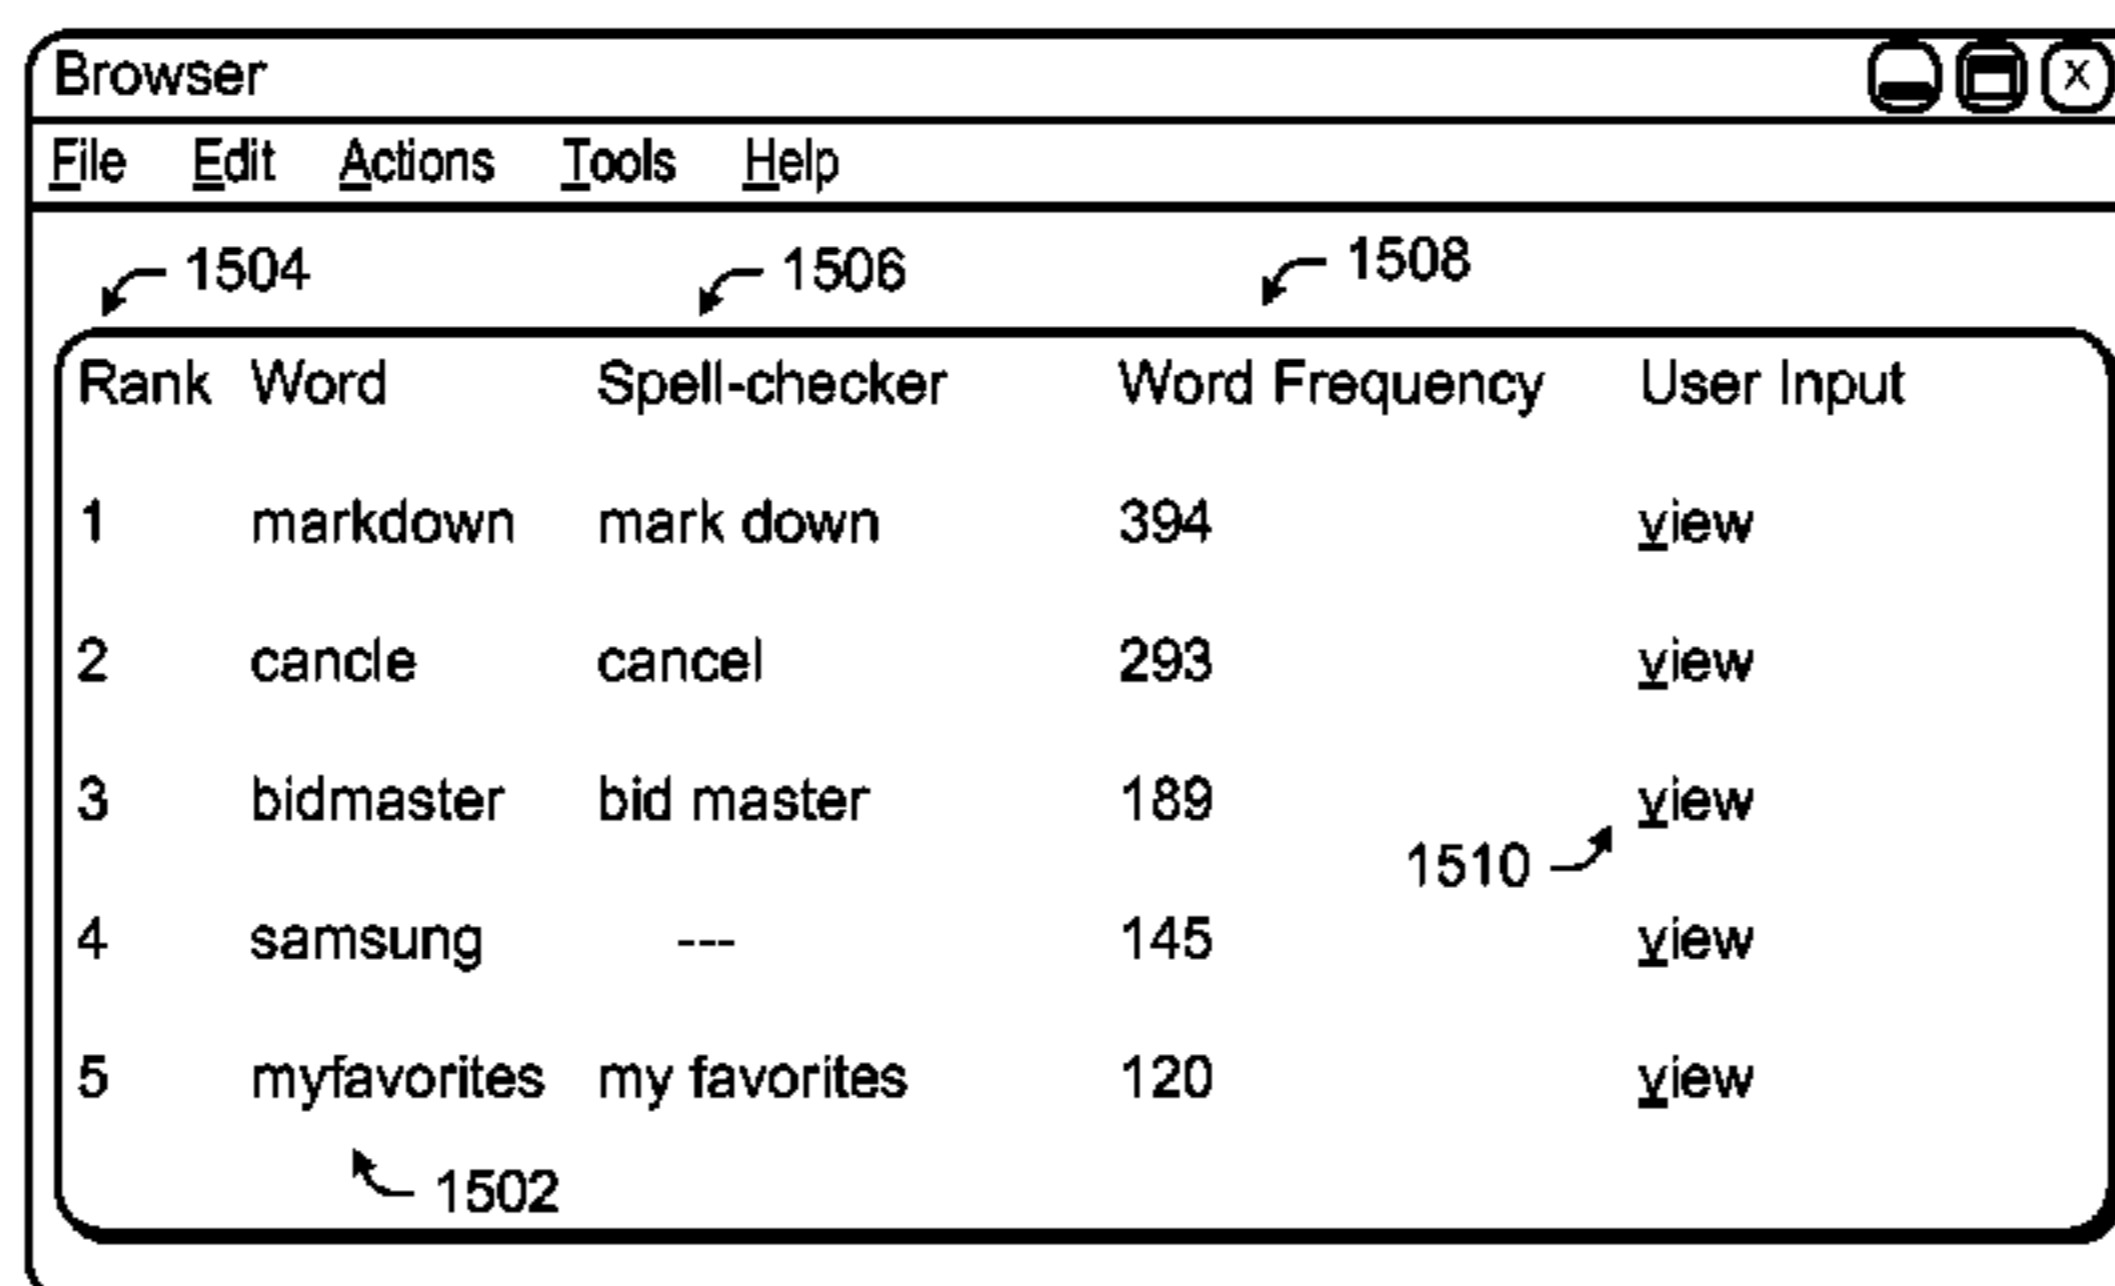 Browser X
File Edit Actions Tools Help
1504 1506 1508
Rank Word Spell-checker Word Frequency User Input
1 markdown mark down 394 view
2 cancle cancel 293 view
3 bidmaster bid master 189 view
1510
4 samsung --- 145 view
5 myfavorites my favorites 120 view
1502